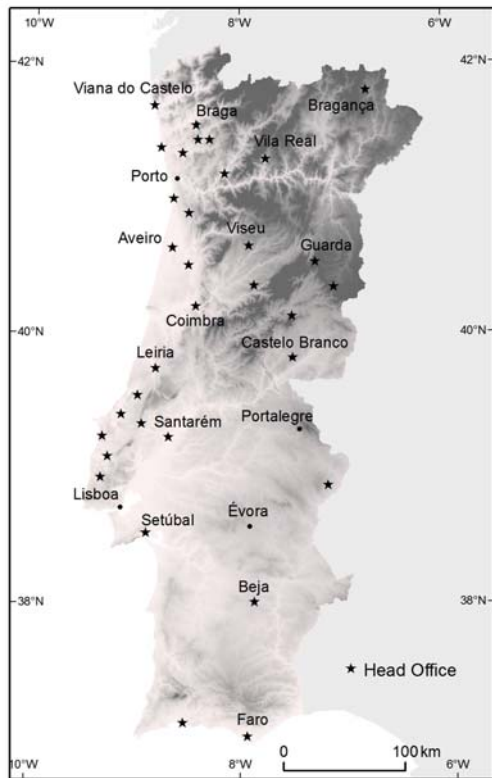 10°W 8°W 6°W
42°N 42°N
Viana do Castelo
Braga
Bragança
Vila Real
Porto
Viseu
Aveiro
Guarda
Coimbra
40°N 40°N
Castelo Branco
Leiria
Portalegre
Santarém
Lisboa
Évora
Setúbal
38°N 38°N
Beja
Head Office
Faro
0 100 km
10°W 8°W 6°W